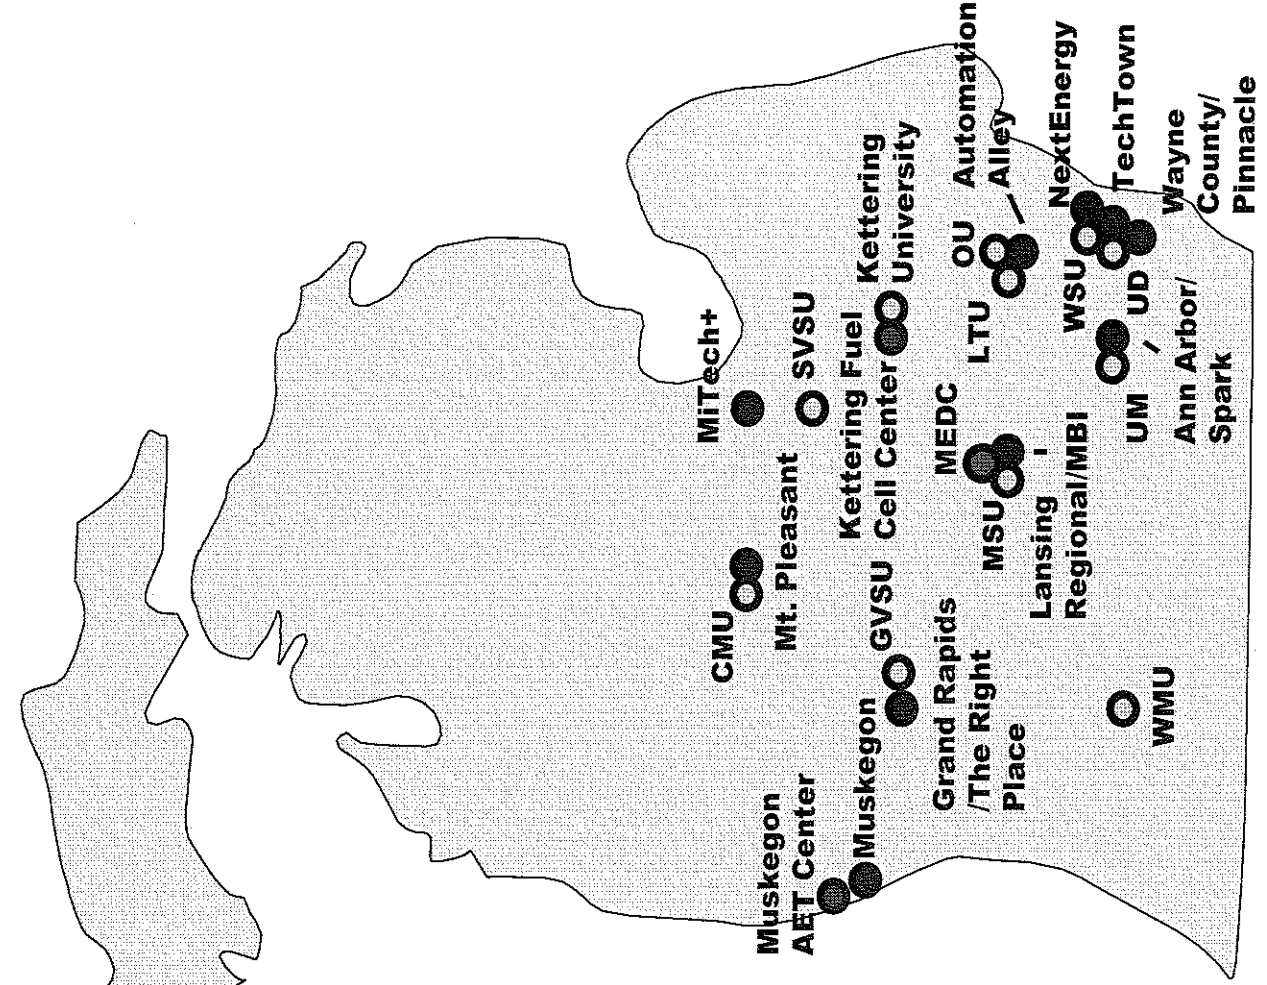 MiTech+
CMU
Mt. Pleasant
SVSU
Muskegon
AET Center
Muskegon
GVSU
Grand Rapids
/The Right
Place
Kettering Fuel
Cell Center
Kettering
University
MEDC
MSU
Lansing
Regional/MBI
OU
Automation
Alley
LTU
NextEnergy
TechTown
Wayne
County/
Pinnacle
WSU
UD
UM
Ann Arbor/
Spark
WMU